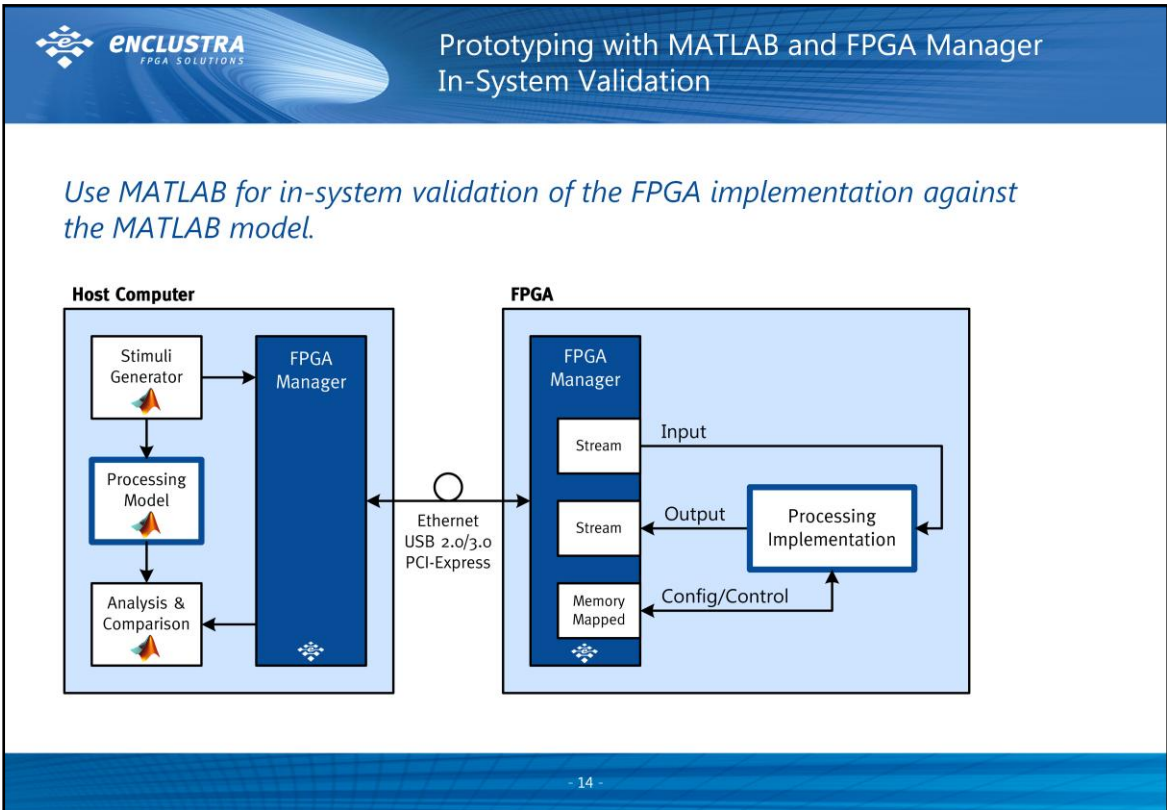 ENCLUSTRA
FPGA SOLUTIONS
Prototyping with MATLAB and FPGA Manager
In-System Validation
Use MATLAB for in-system validation of the FPGA implementation against
the MATLAB model.
Host Computer
Stimuli
Generator
FPGA
Manager
Processing
Model
Analysis &
Comparison
Ethernet
USB 2.0/3.0
PCI-Express
FPGA
FPGA
Manager
Stream
Input
Stream
Output
Processing
Implementation
Memory
Mapped
Config/Control
- 14 -